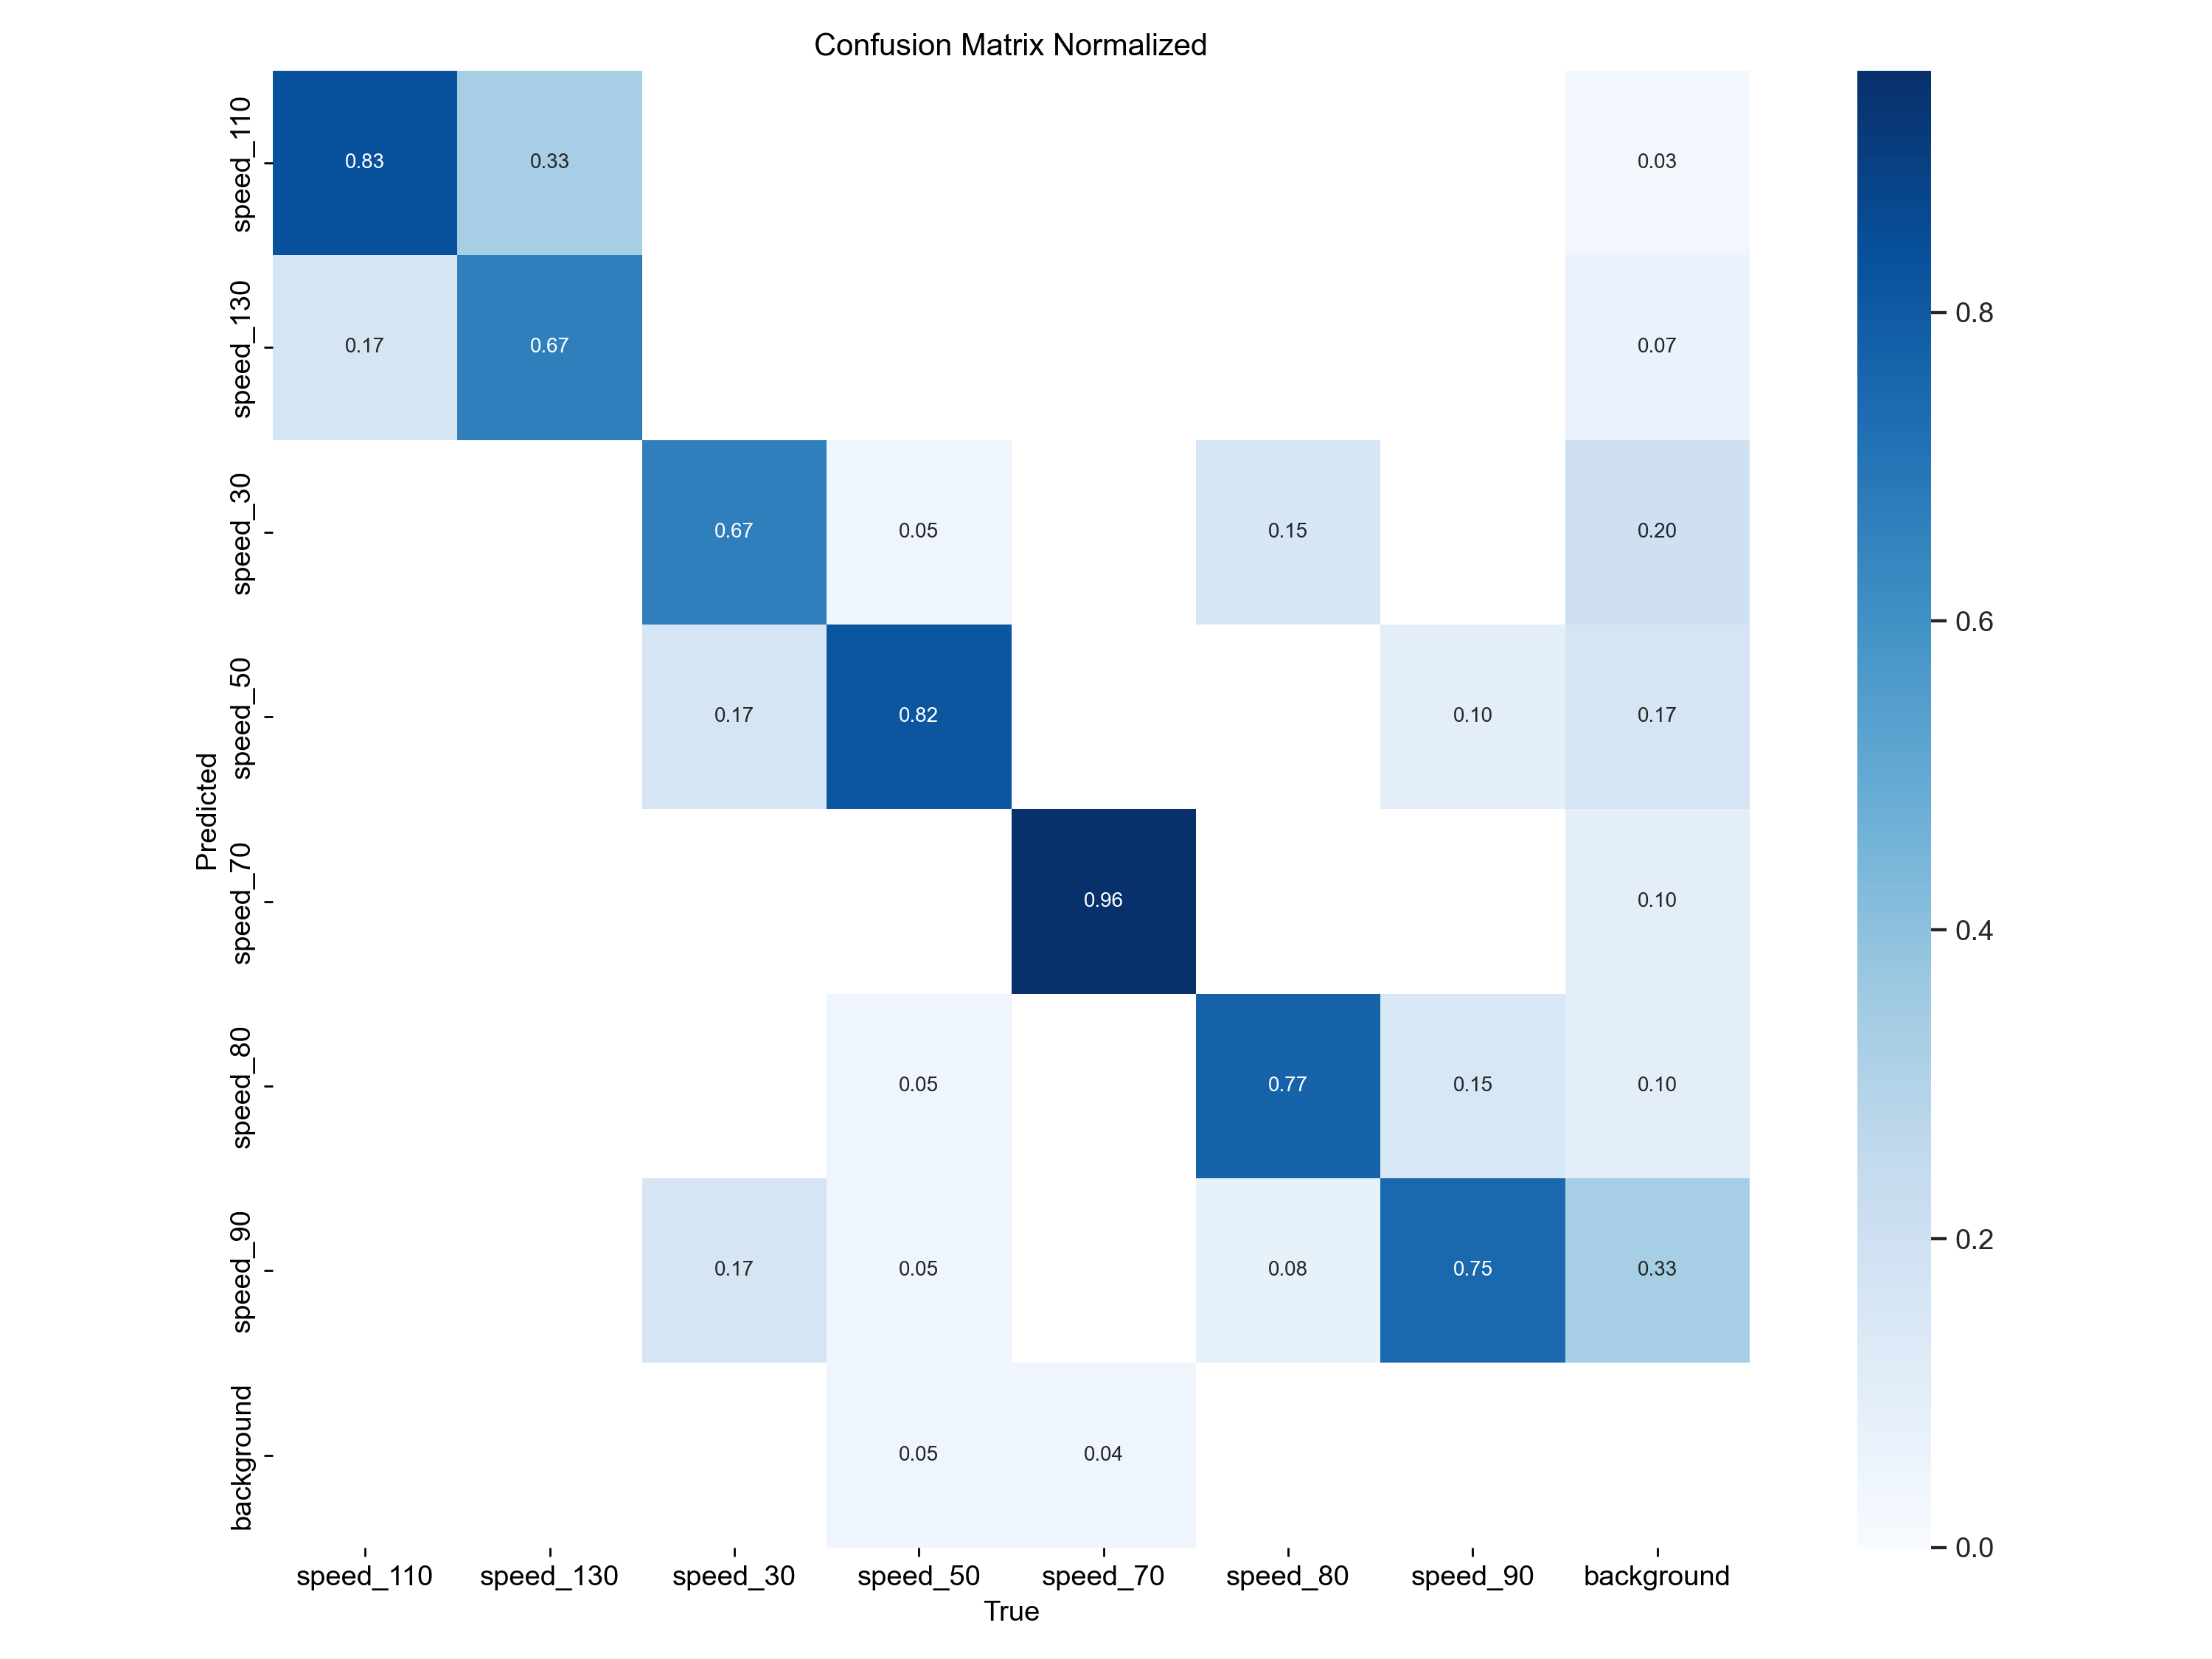 Confusion Matrix Normalized
speed_110
0.83
0.33
0.03
speed_130
0.17
0.67
0.07
0.8
speed_30
0.67
0.05
0.15
0.20
0.6
speed_50
0.17
0.82
0.10
0.17
Predicted
speed_70
0.96
0.10
0.4
speed_80
0.05
0.77
0.15
0.10
speed_90
0.17
0.05
0.08
0.75
0.33
0.2
background
0.05
0.04
0.0
speed_110 speed_130 speed_30 speed_50 speed_70 speed_80 speed_90 background
True